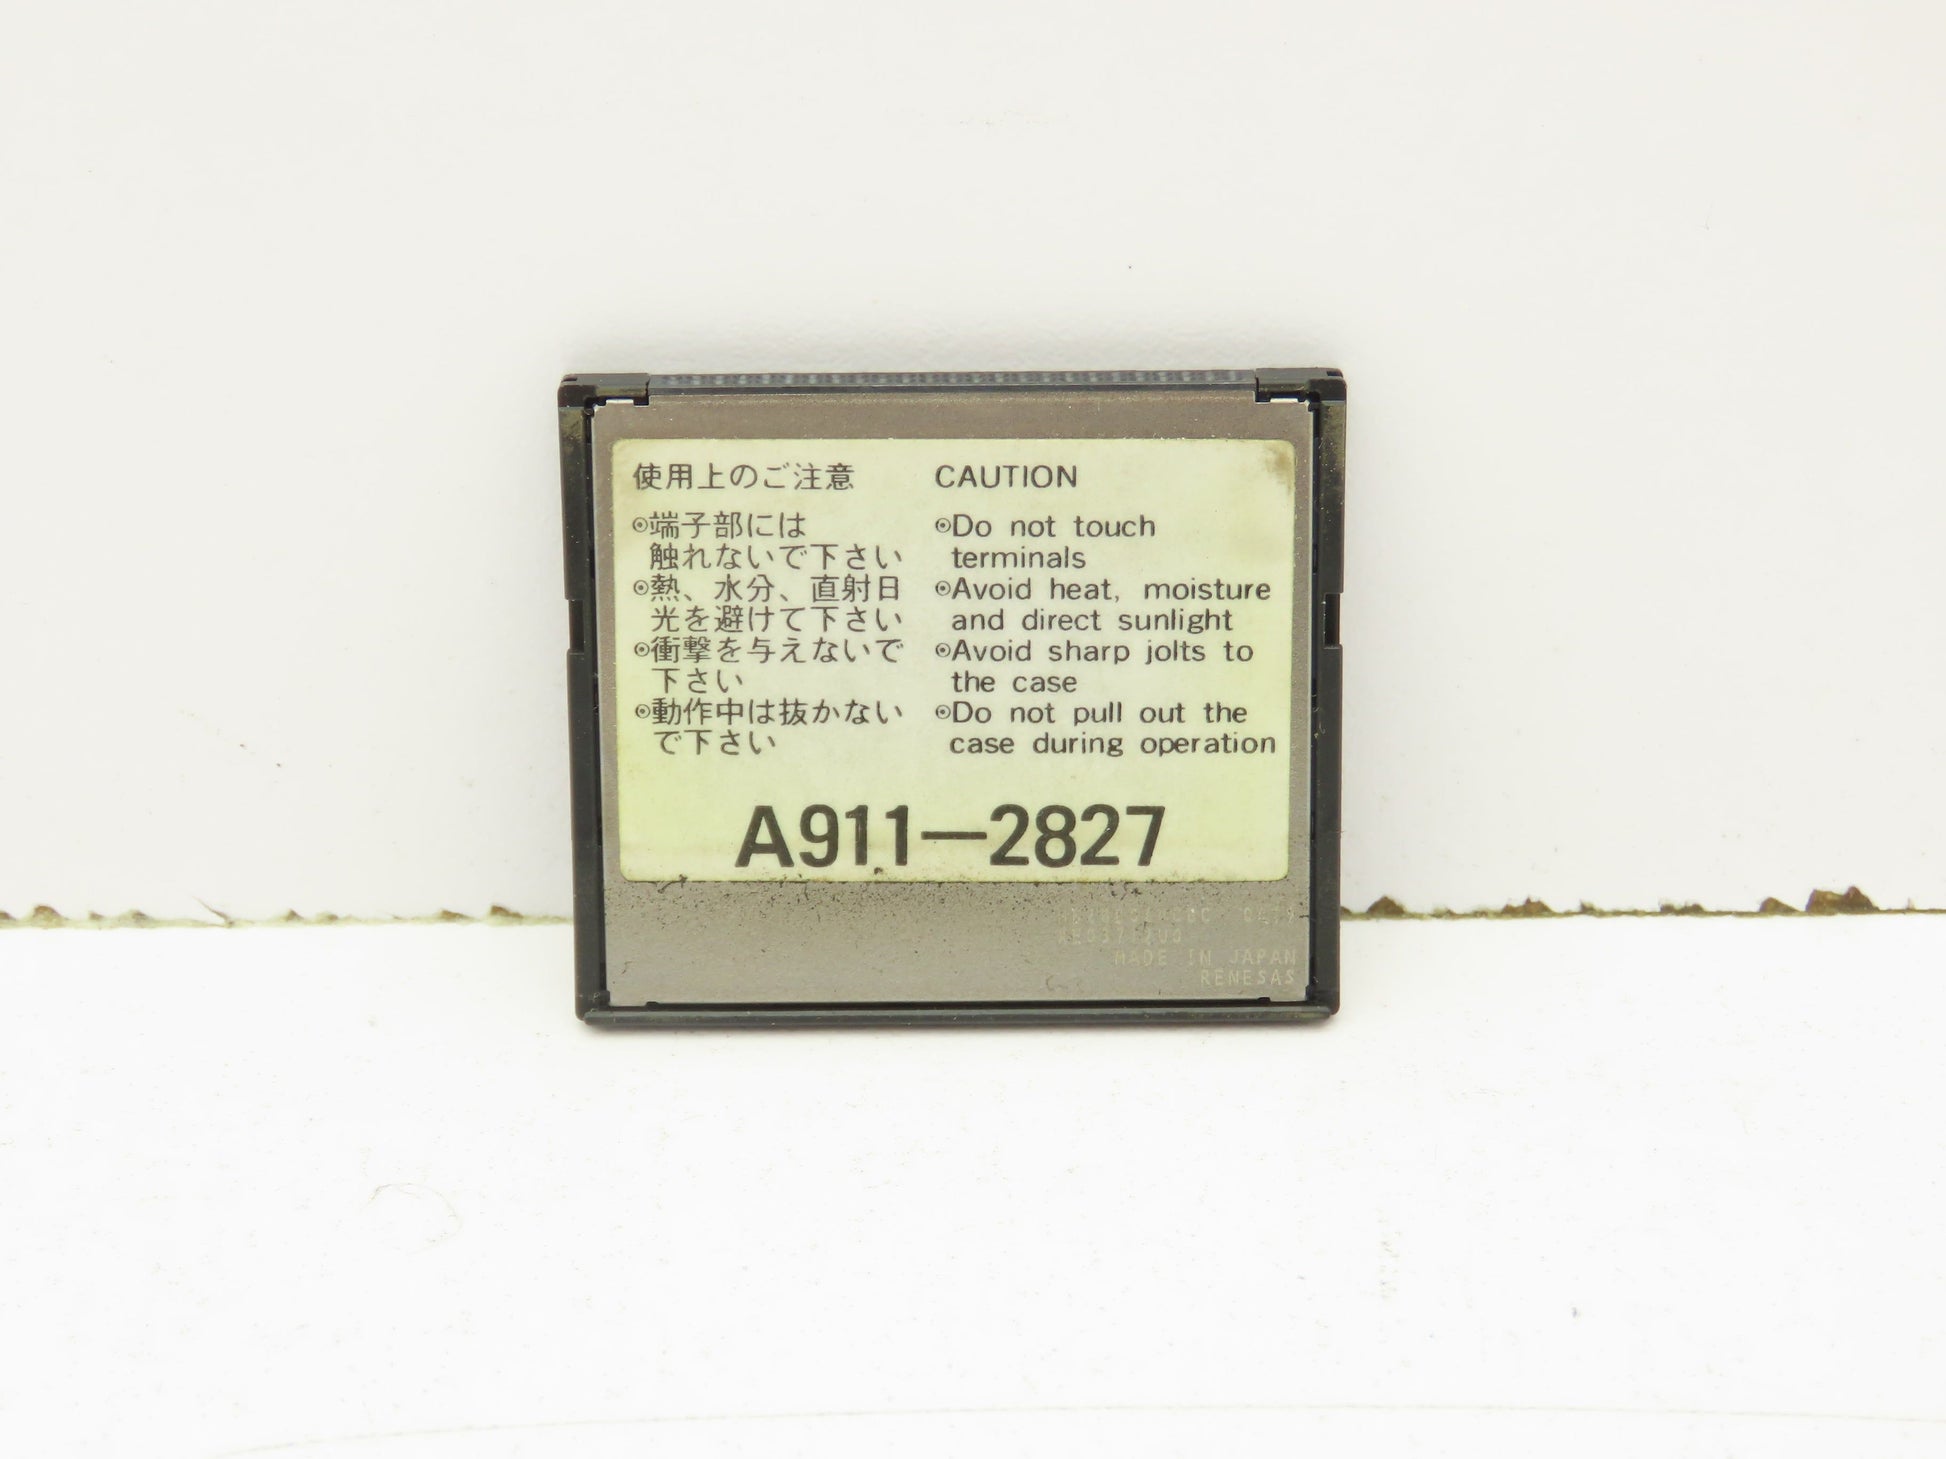 使用上のご注意
◎端子部には
触れないで下さい
◎熱、水分、直射日
光を避けて下さい
◎衝撃を与えないで
下さい
◎動作中は抜かない
で下さい
CAUTION
◎Do not touch
terminals
◎Avoid heat, moisture
and direct sunlight
◎Avoid sharp jolts to
the case
◎Do not pull out the
case during operation
A911-2827
MADE IN JAPAN
RENESAS